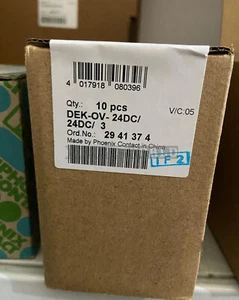 4 017918 080396
Qty.: 10 pcs
V/C:05
DEK-OV- 24DC/
24DC/ 3
Ord.No.: 29 41 37 4
Made by Phoenix Contact in China
1F2